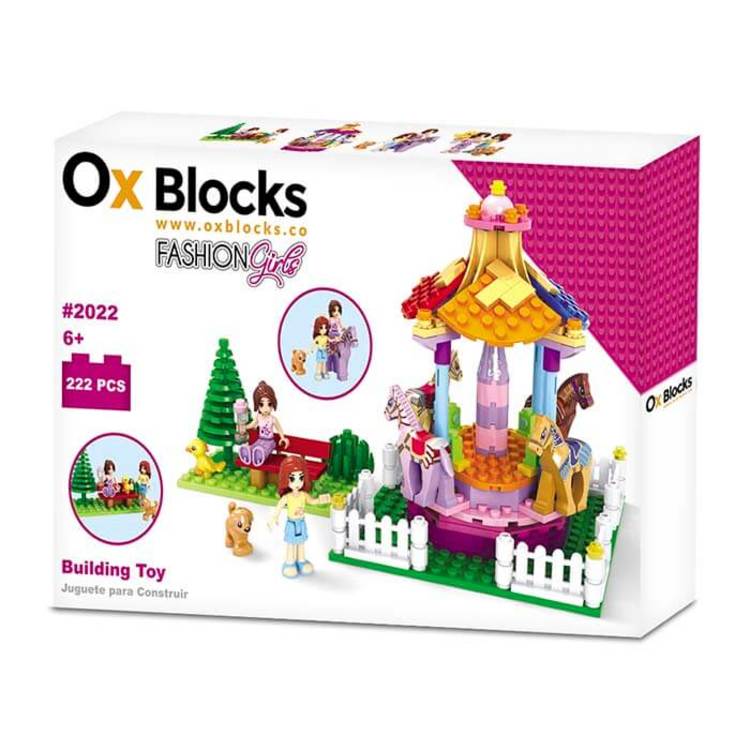 Ox Blocks
www.oxblocks.co
FASHION Girls
#2022
6+
222 PCS
Building Toy
Juguete para Construir
Ox Blocks